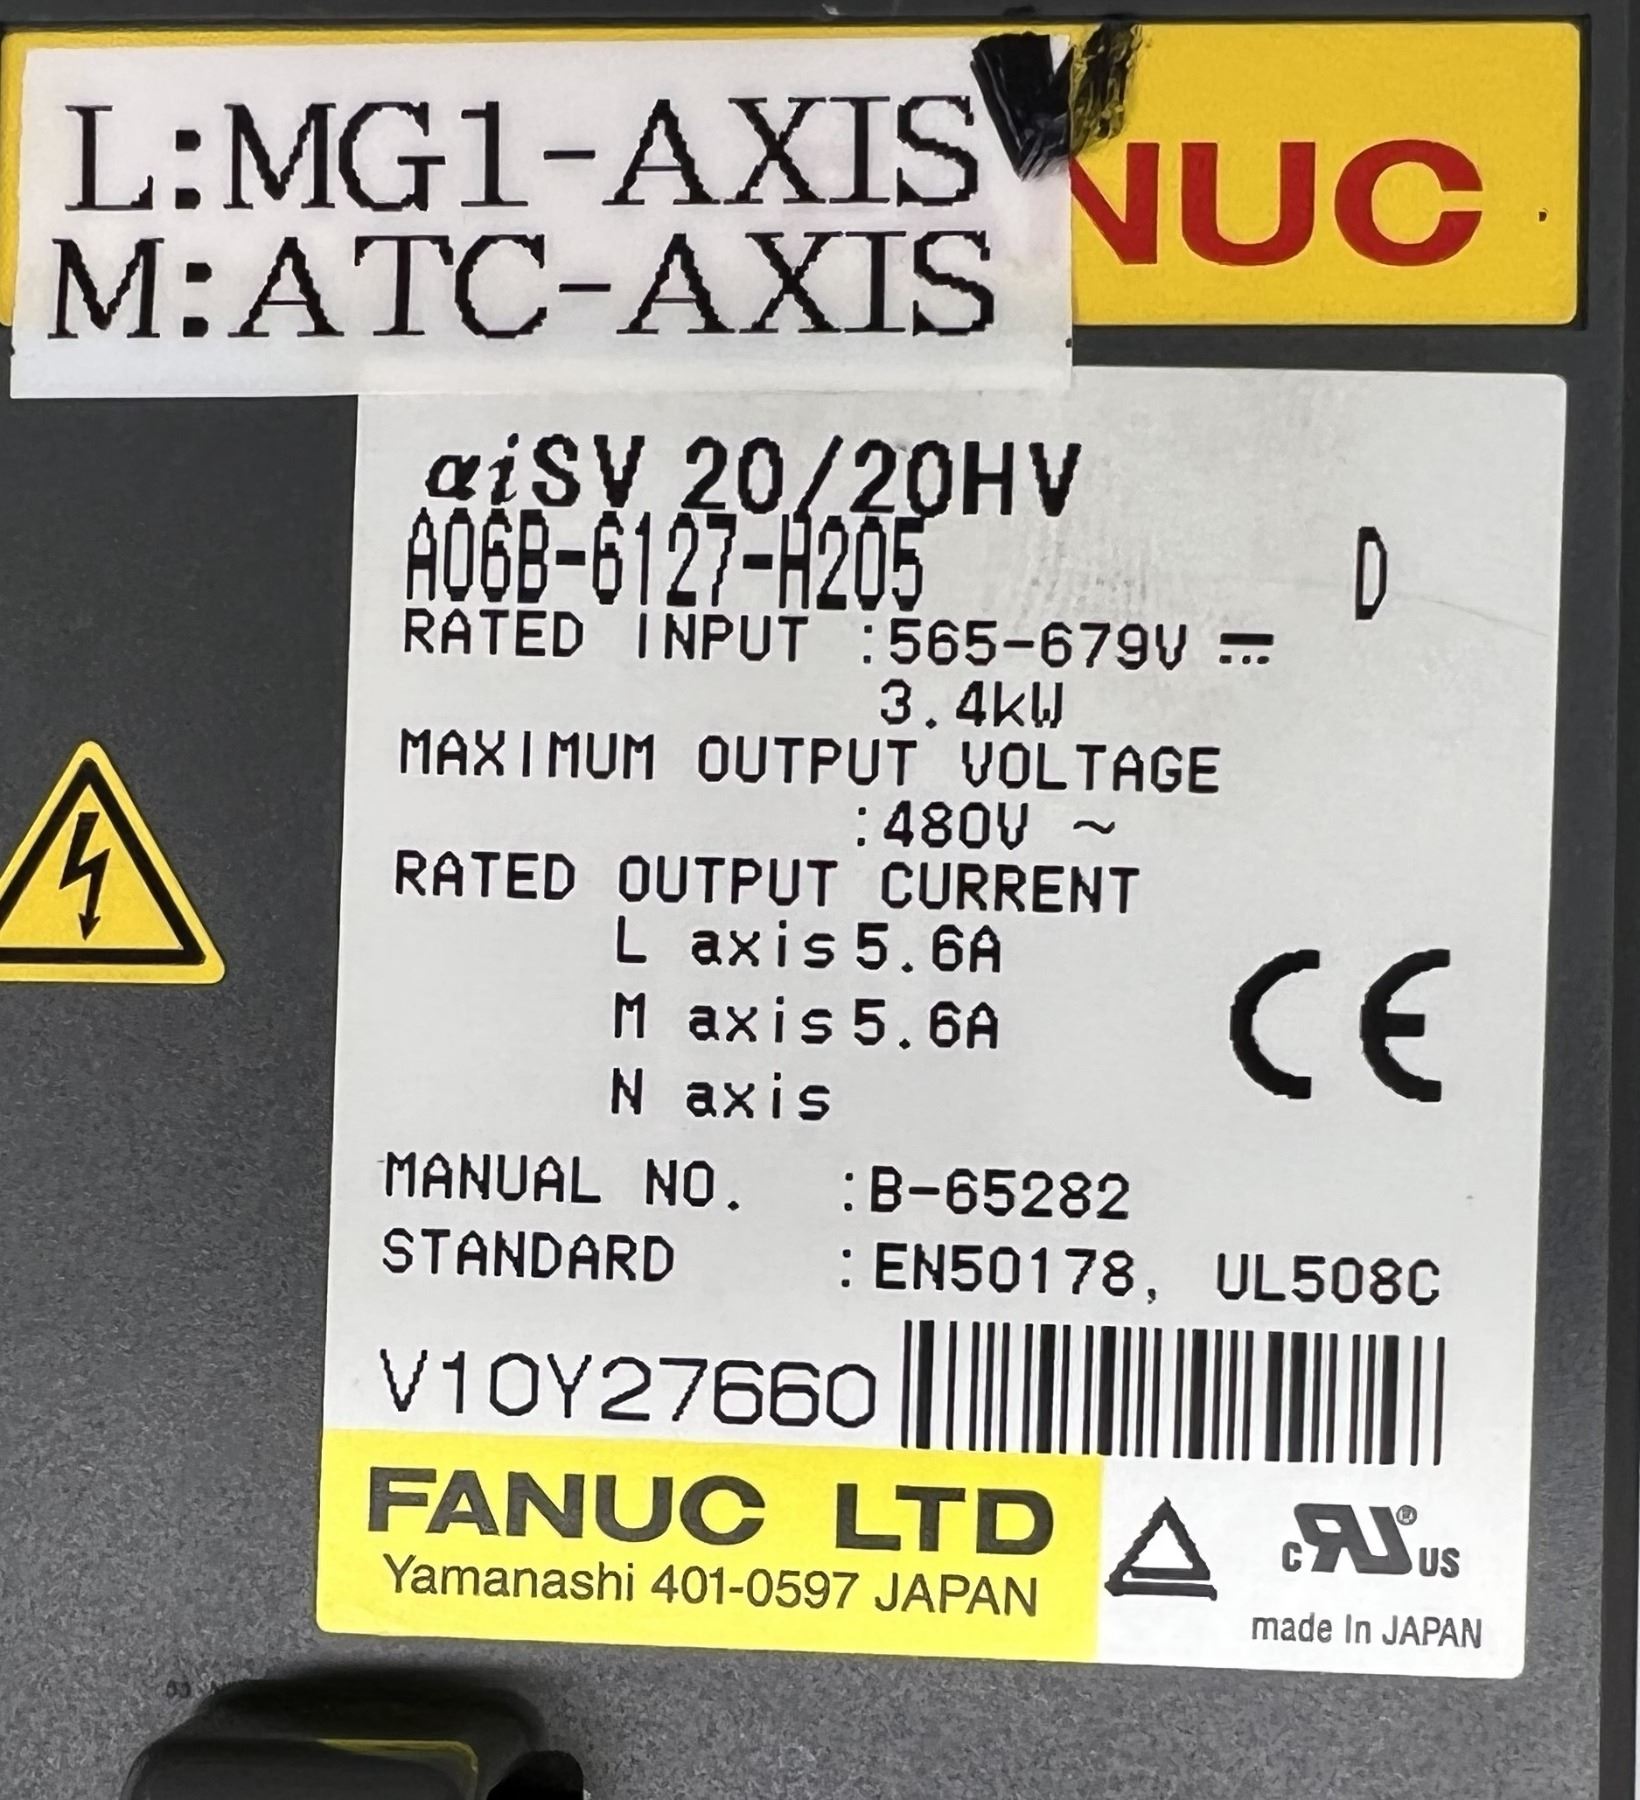 L:MG1-AXIS
M:ATC-AXIS
NUC
αiSV 20/20HV
A06B-6127-H205 D
RATED INPUT :565-679V ⎓
3.4kW
MAXIMUM OUTPUT VOLTAGE
:480V ~
RATED OUTPUT CURRENT
L axis 5.6A
M axis 5.6A
N axis
CE
MANUAL NO. :B-65282
STANDARD :EN50178, UL508C
V10Y27660
FANUC LTD
Yamanashi 401-0597 JAPAN
c RU ® US
made In JAPAN